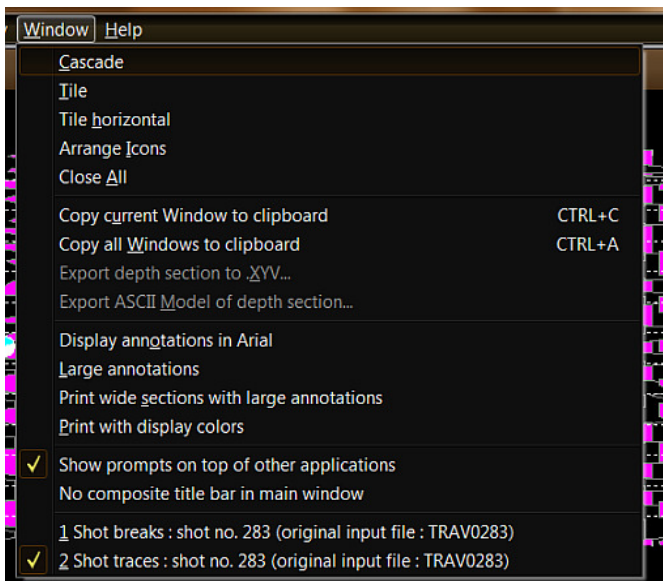 Window Help
Cascade
Tile
Tile horizontal
Arrange Icons
Close All
Copy current Window to clipboard CTRL+C
Copy all Windows to clipboard CTRL+A
Export depth section to .XYV...
Export ASCII Model of depth section...
Display annotations in Arial
Large annotations
Print wide sections with large annotations
Print with display colors
Show prompts on top of other applications
No composite title bar in main window
1 Shot breaks : shot no. 283 (original input file : TRAV0283)
2 Shot traces : shot no. 283 (original input file : TRAV0283)